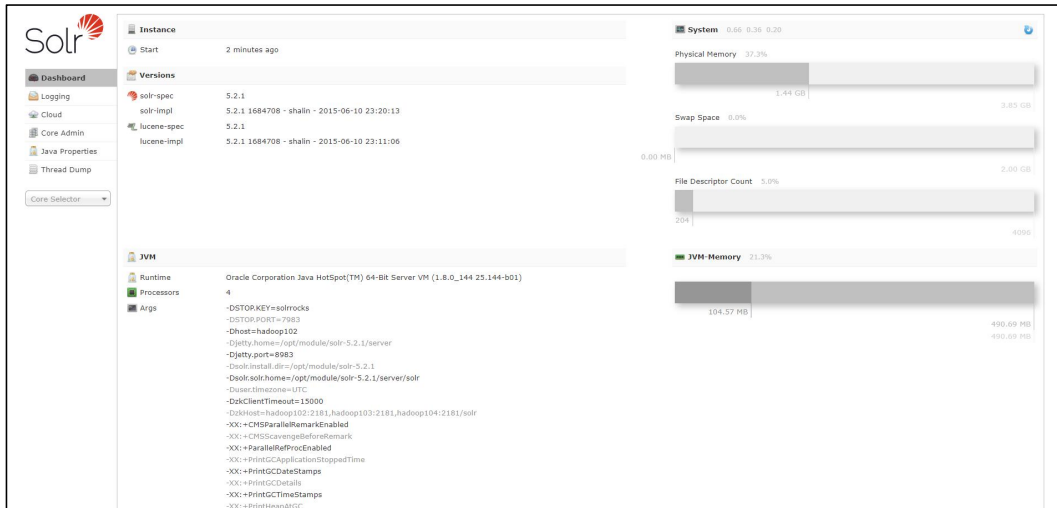 Solr
Dashboard
Logging
Cloud
Core Admin
Java Properties
Thread Dump
Core Selector
Instance
Start 2 minutes ago
Versions
solr-spec 5.2.1
solr-impl 5.2.1 1684708 - shalin - 2015-06-10 23:20:13
lucene-spec 5.2.1
lucene-impl 5.2.1 1684708 - shalin - 2015-06-10 23:11:06
System 0.66 0.36 0.20
Physical Memory 37.3%
1.44 GB
3.85 GB
Swap Space 0.0%
0.00 MB
2.00 GB
File Descriptor Count 5.0%
204
4096
JVM
Runtime Oracle Corporation Java HotSpot(TM) 64-Bit Server VM (1.8.0_144 25.144-b01)
Processors 4
Args
-DSTOP.KEY=solrrocks
-DSTOP.PORT=7983
-Dhost=hadoop102
-Djetty.home=/opt/module/solr-5.2.1/server
-Djetty.port=8983
-Dsolr.install.dir=/opt/module/solr-5.2.1
-Dsolr.solr.home=/opt/module/solr-5.2.1/server/solr
-Duser.timezone=UTC
-DzkClientTimeout=15000
-DzkHost=hadoop102:2181,hadoop103:2181,hadoop104:2181/solr
-XX:+CMSParallelRemarkEnabled
-XX:+CMSScavengeBeforeRemark
-XX:+ParallelRefProcEnabled
-XX:+PrintGCApplicationStoppedTime
-XX:+PrintGCDateStamps
-XX:+PrintGCDetails
-XX:+PrintGCTimeStamps
-XX:+PrintHeapAtGC
JVM-Memory 21.3%
104.57 MB
490.69 MB
490.69 MB